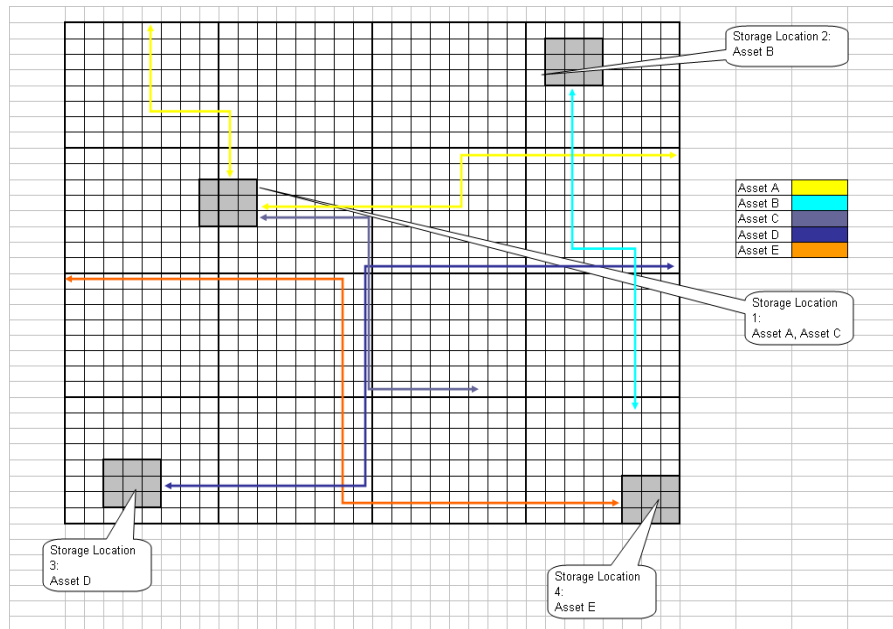 Storage Location 2:
Asset B
Asset A
Asset B
Asset C
Asset D
Asset E
Storage Location
1:
Asset A, Asset C
Storage Location
3:
Asset D
Storage Location
4:
Asset E